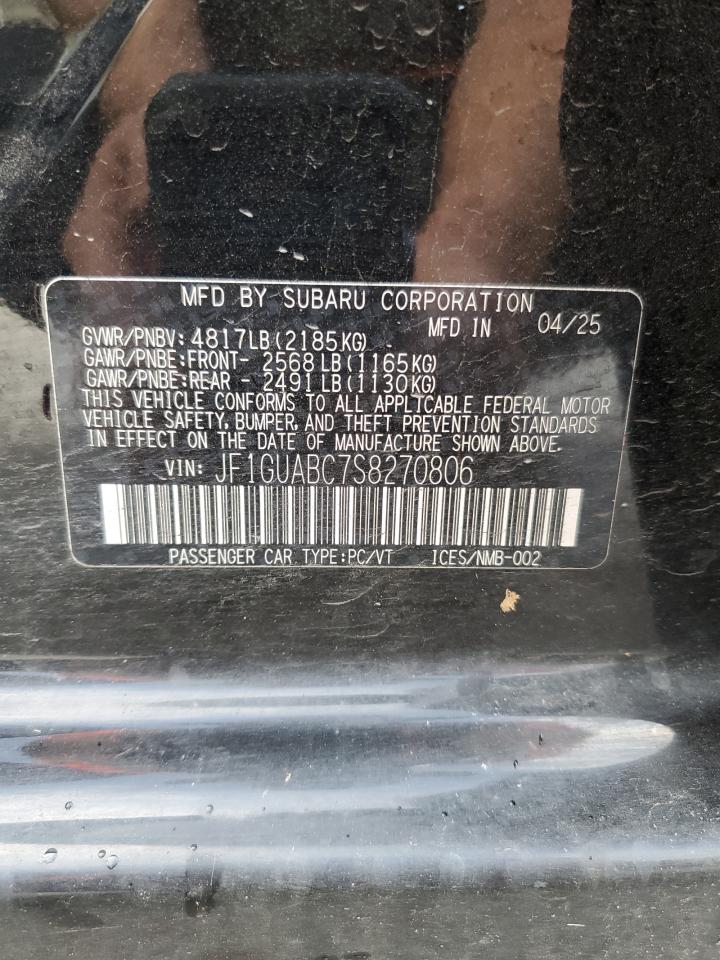 MFD BY SUBARU CORPORATION
MFD IN 04/25
GVWR/PNBV: 4817LB(2185KG)
GAWR/PNBE:FRONT- 2568LB(1165KG)
GAWR/PNBE:REAR - 2491LB(1130KG)
THIS VEHICLE CONFORMS TO ALL APPLICABLE FEDERAL MOTOR
VEHICLE SAFETY, BUMPER, AND THEFT PREVENTION STANDARDS
IN EFFECT ON THE DATE OF MANUFACTURE SHOWN ABOVE.
VIN: JF1GUABC7S8270806
PASSENGER CAR TYPE:PC/VT ICES/NMB-002